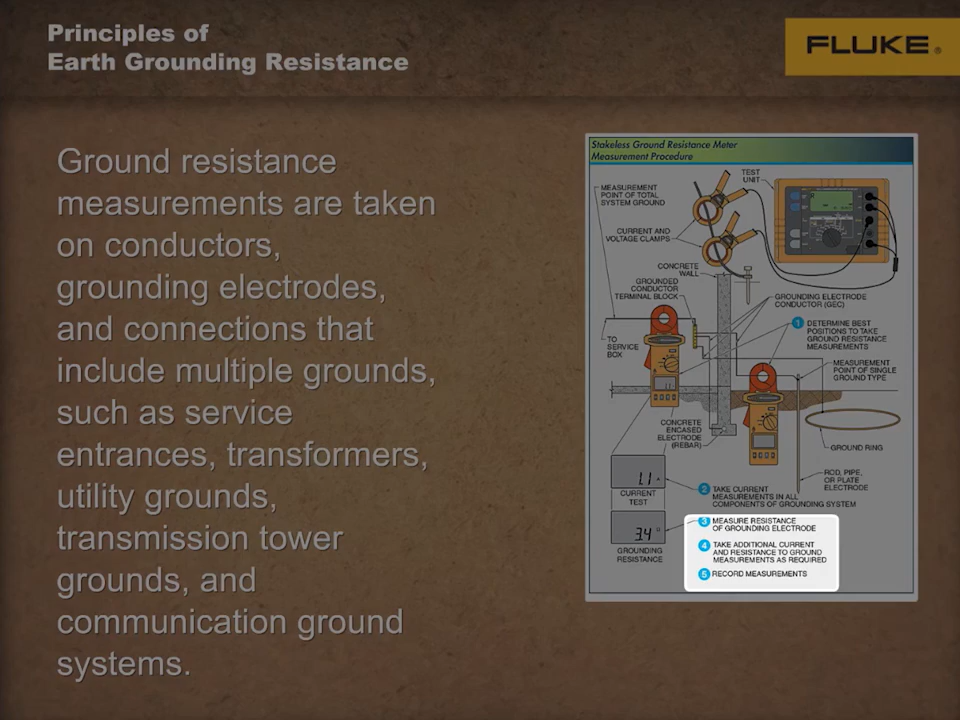 Principles of
Earth Grounding Resistance
FLUKE®
Ground resistance
measurements are taken
on conductors,
grounding electrodes,
and connections that
include multiple grounds,
such as service
entrances, transformers,
utility grounds,
transmission tower
grounds, and
communication ground
systems.
Stakeless Ground Resistance Meter
Measurement Procedure
MEASUREMENT
POINT OF TOTAL
SYSTEM GROUND
TEST
UNIT
CURRENT AND
VOLTAGE CLAMPS
CONCRETE
WALL
GROUNDED
CONDUCTOR
TERMINAL BLOCK
GROUNDING ELECTRODE
CONDUCTOR (GEC)
1 DETERMINE BEST
POSITIONS TO TAKE
GROUND RESISTANCE
MEASUREMENTS
TO
SERVICE
BOX
MEASUREMENT
POINT OF SINGLE
GROUND TYPE
CONCRETE
ENCASED
ELECTRODE
(REBAR)
GROUND RING
ROD, PIPE,
OR PLATE
ELECTRODE
1.1 A
CURRENT
TEST
2 TAKE CURRENT
MEASUREMENTS IN ALL
COMPONENTS OF GROUNDING SYSTEM
3.4 Ω
GROUNDING
RESISTANCE
3 MEASURE RESISTANCE
OF GROUNDING ELECTRODE
4 TAKE ADDITIONAL CURRENT
AND RESISTANCE TO GROUND
MEASUREMENTS AS REQUIRED
5 RECORD MEASUREMENTS